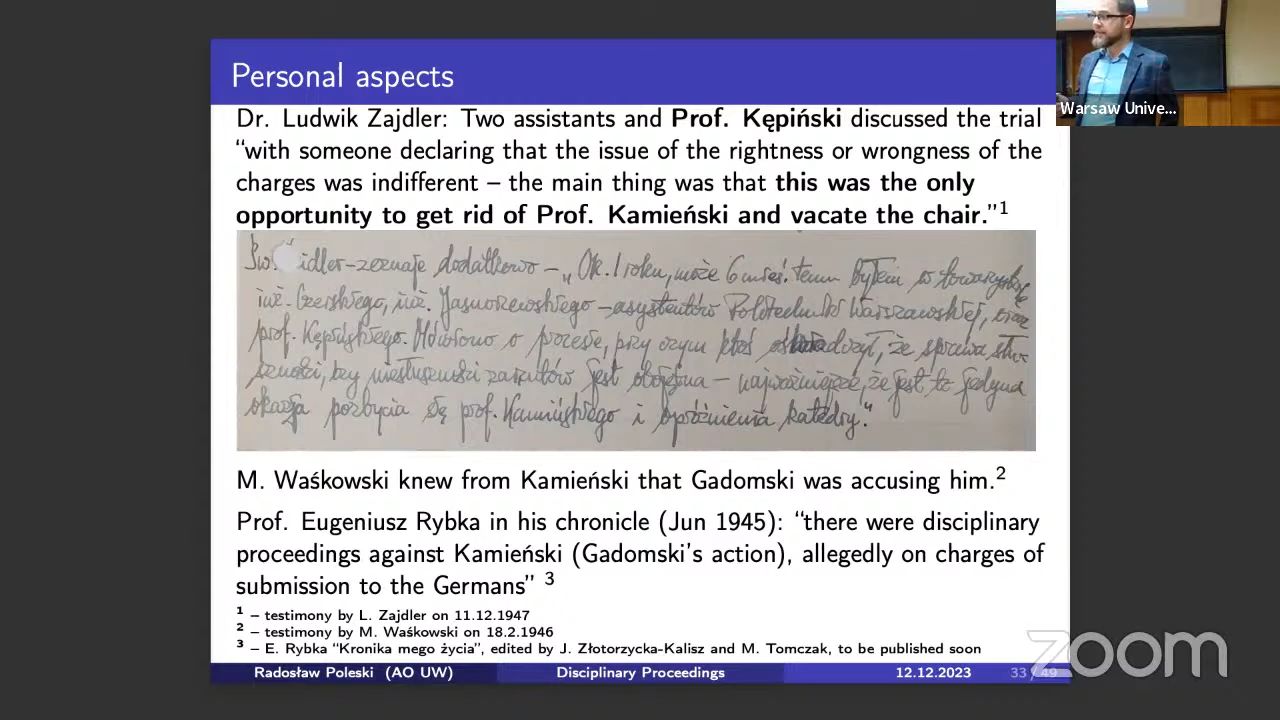 Personal aspects
Warsaw Unive...
Dr. Ludwik Zajdler: Two assistants and Prof. Kępiński discussed the trial
“with someone declaring that the issue of the rightness or wrongness of the
charges was indifferent – the main thing was that this was the only
opportunity to get rid of Prof. Kamieński and vacate the chair.”1
Św. idler-zeznaje dodatkowo – „Ok. 1 roku, może 6 mieś. temu byłem w towarzystwie
inż. Czerskiego, inż. Jasnorzewskiego – asystentów Politechniki Warszawskiej, oraz
prof. Kępińskiego. Mówiono o procesie, przy czym ktoś oświadczył, że sprawa słu-
szności, czy niesłuszności zarzutów jest obojętna – najważniejsze, że jest to jedyna
okazja pozbycia się prof. Kamieńskiego i opróżnienia katedry.“
M. Waśkowski knew from Kamieński that Gadomski was accusing him.2
Prof. Eugeniusz Rybka in his chronicle (Jun 1945): “there were disciplinary
proceedings against Kamieński (Gadomski's action), allegedly on charges of
submission to the Germans” 3
1 – testimony by L. Zajdler on 11.12.1947
2 – testimony by M. Waśkowski on 18.2.1946
3 – E. Rybka “Kronika mego życia”, edited by J. Złotorzycka-Kalisz and M. Tomczak, to be published soon
Radosław Poleski (AO UW) Disciplinary Proceedings 12.12.2023 33 / 49
zoom